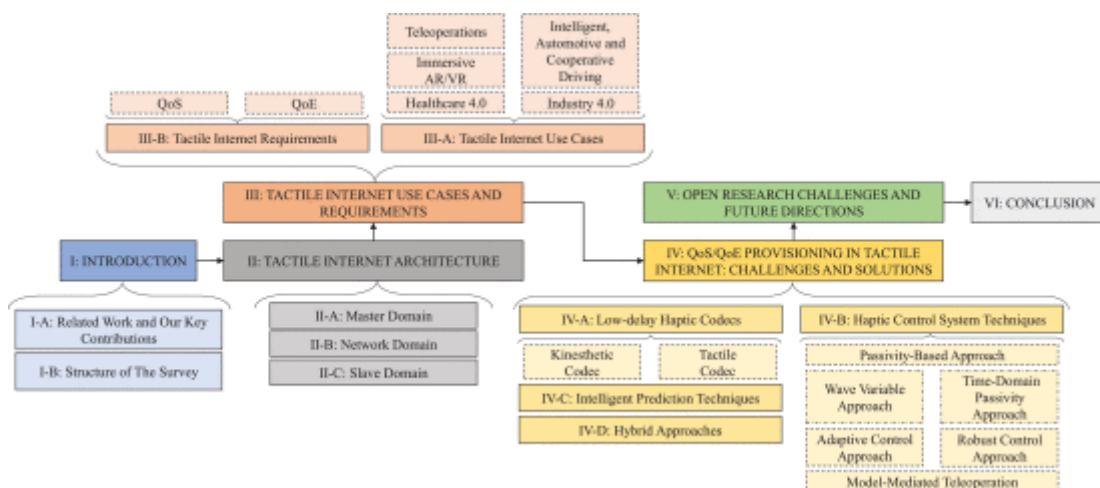 Teleoperations
Immersive
AR/VR
Healthcare 4.0
Intelligent,
Automotive and
Cooperative
Driving
Industry 4.0
QoS
QoE
III-B: Tactile Internet Requirements
III-A: Tactile Internet Use Cases
III: TACTILE INTERNET USE CASES AND
REQUIREMENTS
V: OPEN RESEARCH CHALLENGES AND
FUTURE DIRECTIONS
VI: CONCLUSION
I: INTRODUCTION
II: TACTILE INTERNET ARCHITECTURE
IV: QoS/QoE PROVISIONING IN TACTILE
INTERNET: CHALLENGES AND SOLUTIONS
I-A: Related Work and Our Key
Contributions
I-B: Structure of The Survey
II-A: Master Domain
II-B: Network Domain
II-C: Slave Domain
IV-A: Low-delay Haptic Codecs
Kinesthetic
Codec
Tactile
Codec
IV-C: Intelligent Prediction Techniques
IV-D: Hybrid Approaches
IV-B: Haptic Control System Techniques
Passivity-Based Approach
Wave Variable
Approach
Time-Domain
Passivity
Approach
Adaptive Control
Approach
Robust Control
Approach
Model-Mediated Teleoperation